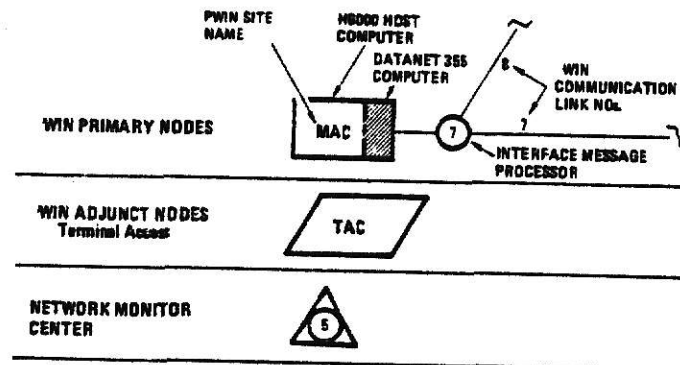 PWIN SITE
NAME
H6000 HOST
COMPUTER
DATANET 355
COMPUTER
8
WIN
COMMUNICATION
LINK NOs.
7
WIN PRIMARY NODES
MAC
7
INTERFACE MESSAGE
PROCESSOR
WIN ADJUNCT NODES
Terminal Access
TAC
NETWORK MONITOR
CENTER
5